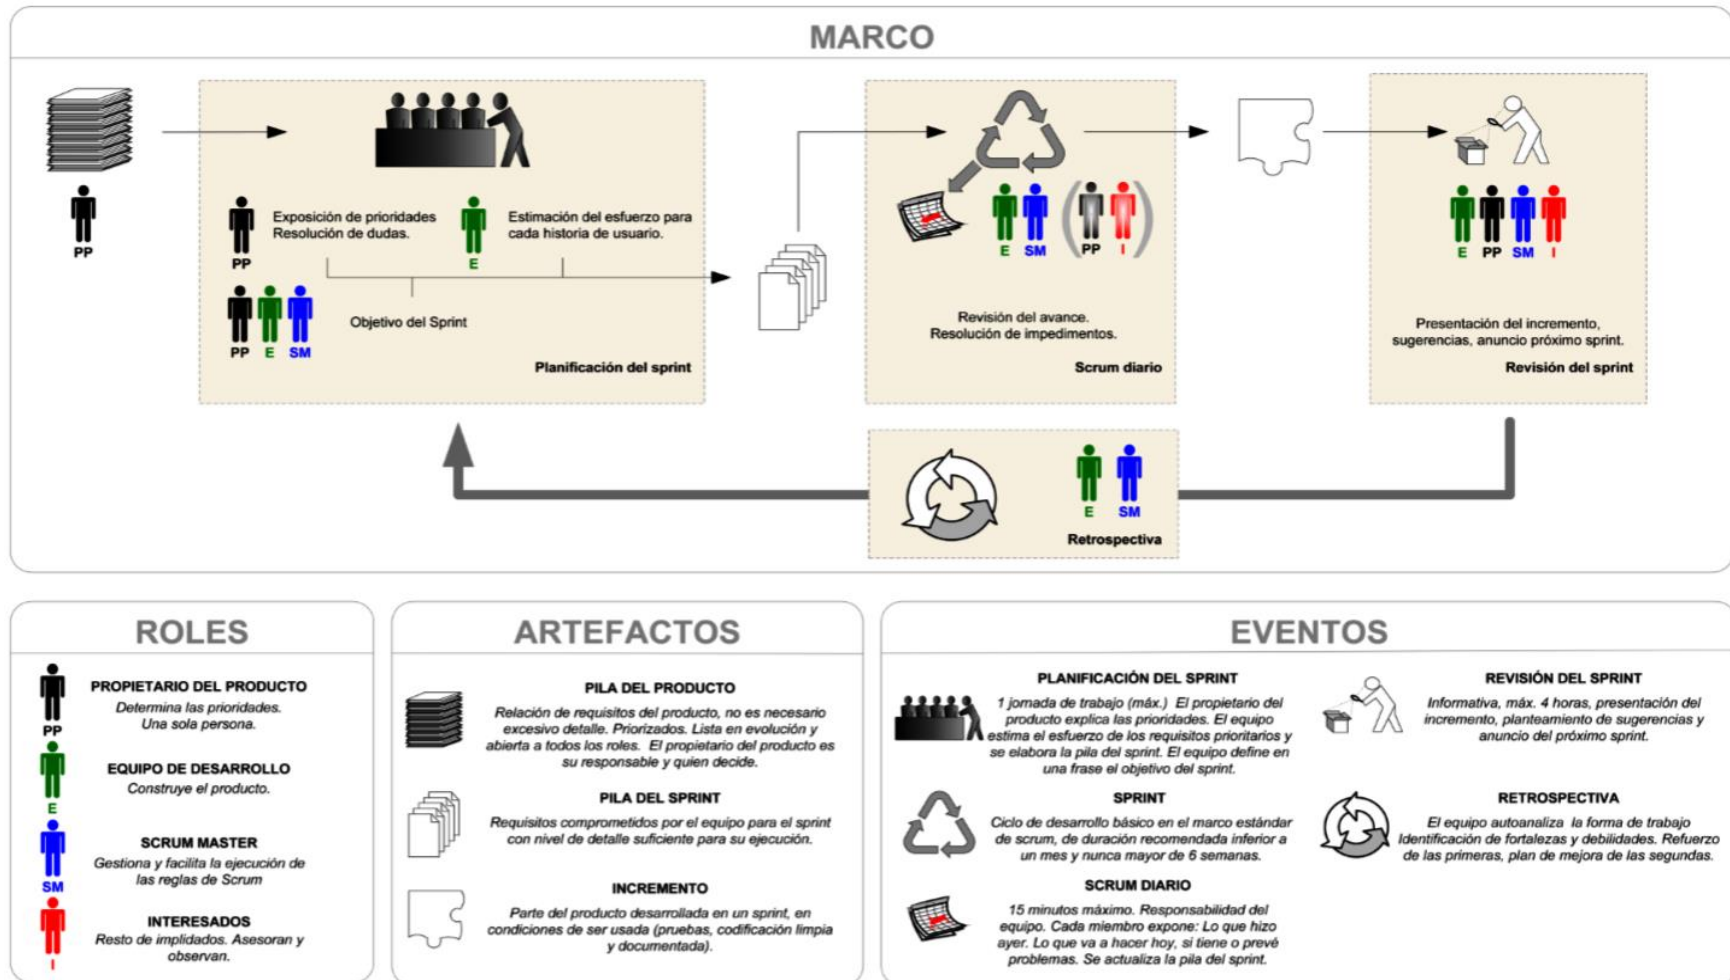 MARCO
PP
PP
Exposición de prioridades
Resolución de dudas.
E
Estimación del esfuerzo para
cada historia de usuario.
PP
E
SM
Objetivo del Sprint
Planificación del sprint
E
SM
PP
I
Revisión del avance.
Resolución de impedimentos.
Scrum diario
E
PP
SM
I
Presentación del incremento,
sugerencias, anuncio próximo sprint.
Revisión del sprint
E
SM
Retrospectiva
ROLES
PP
PROPIETARIO DEL PRODUCTO
Determina las prioridades.
Una sola persona.
E
EQUIPO DE DESARROLLO
Construye el producto.
SM
SCRUM MASTER
Gestiona y facilita la ejecución de
las reglas de Scrum
I
INTERESADOS
Resto de implidados. Asesoran y
observan.
ARTEFACTOS
PILA DEL PRODUCTO
Relación de requisitos del producto, no es necesario
excesivo detalle. Priorizados. Lista en evolución y
abierta a todos los roles. El propietario del producto es
su responsable y quien decide.
PILA DEL SPRINT
Requisitos comprometidos por el equipo para el sprint
con nivel de detalle suficiente para su ejecución.
INCREMENTO
Parte del producto desarrollada en un sprint, en
condiciones de ser usada (pruebas, codificación limpia
y documentada).
EVENTOS
PLANIFICACIÓN DEL SPRINT
1 jornada de trabajo (máx.) El propietario del
producto explica las prioridades. El equipo
estima el esfuerzo de los requisitos prioritarios y
se elabora la pila del sprint. El equipo define en
una frase el objetivo del sprint.
SPRINT
Ciclo de desarrollo básico en el marco estándar
de scrum, de duración recomendada inferior a
un mes y nunca mayor de 6 semanas.
SCRUM DIARIO
15 minutos máximo. Responsabilidad del
equipo. Cada miembro expone: Lo que hizo
ayer. Lo que va a hacer hoy, si tiene o prevé
problemas. Se actualiza la pila del sprint.
REVISIÓN DEL SPRINT
Informativa, máx. 4 horas, presentación del
incremento, planteamiento de sugerencias y
anuncio del próximo sprint.
RETROSPECTIVA
El equipo autoanaliza la forma de trabajo
Identificación de fortalezas y debilidades. Refuerzo
de las primeras, plan de mejora de las segundas.